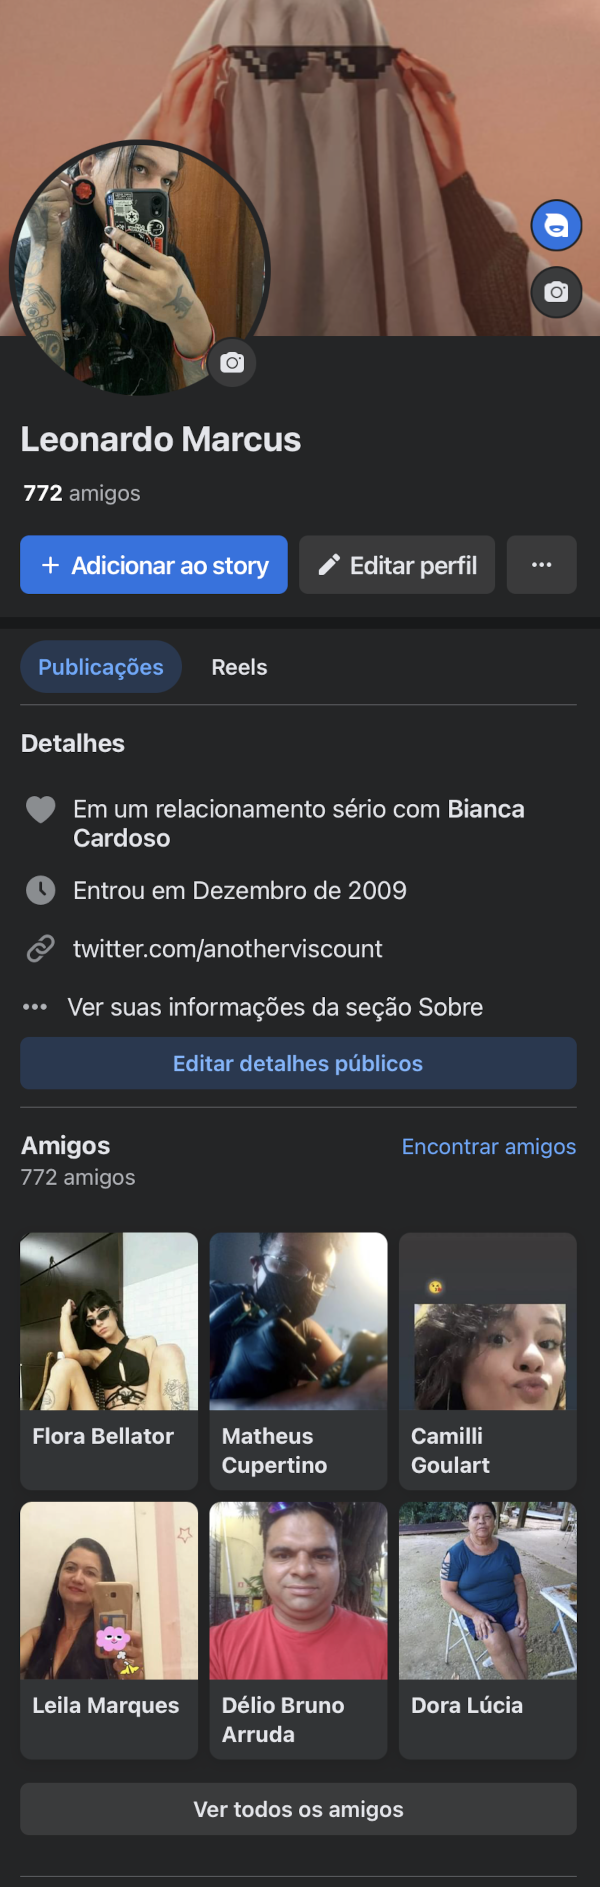 Leonardo Marcus
772 amigos
+ Adicionar ao story
Editar perfil
...
Publicações
Reels
Detalhes
Em um relacionamento sério com Bianca
Cardoso
Entrou em Dezembro de 2009
twitter.com/anotherviscount
... Ver suas informações da seção Sobre
Editar detalhes públicos
Amigos
Encontrar amigos
772 amigos
Flora Bellator
Matheus
Cupertino
Camilli
Goulart
Leila Marques
Délio Bruno
Arruda
Dora Lúcia
Ver todos os amigos